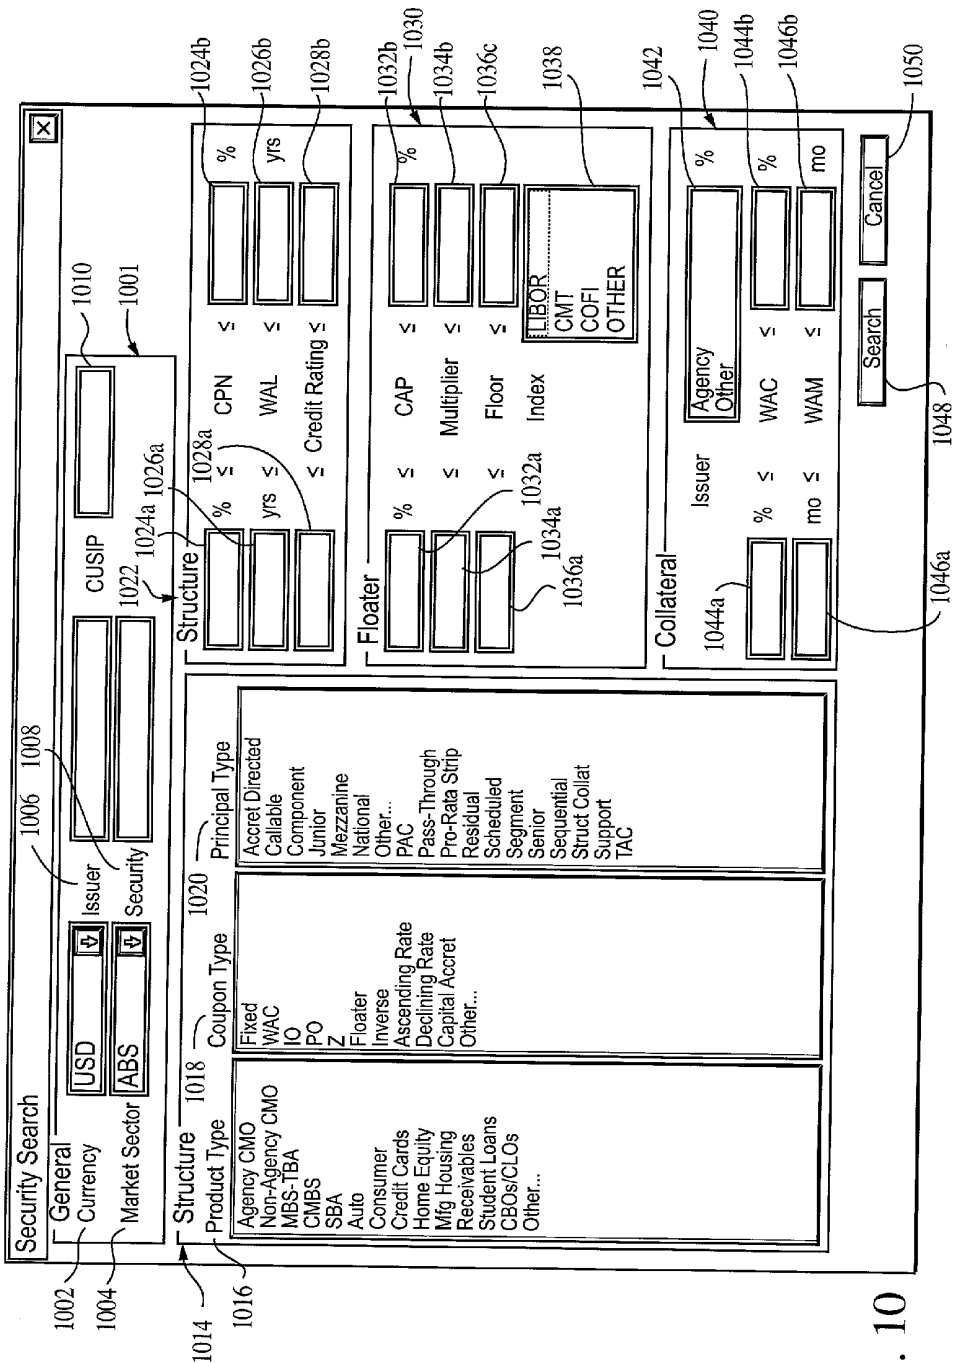 Security Search
General
1002
Currency
USD
1006
Issuer
CUSIP
1010
1001
1004
Market Sector
ABS
1008
Security
1014
Structure
1016
Product Type
Agency CMO
Non-Agency CMO
MBS-TBA
CMBS
SBA
Auto
Consumer
Credit Cards
Home Equity
Mfg Housing
Receivables
Student Loans
CBOs/CLOs
Other...
1018
Coupon Type
Fixed
WAC
IO
PO
Z
Floater
Inverse
Ascending Rate
Declining Rate
Capital Accret
Other...
1020
Principal Type
Accret Directed
Callable
Component
Junior
Mezzanine
National
Other...
PAC
Pass-Through
Pro-Rata Strip
Residual
Scheduled
Segment
Senior
Sequential
Struct Collat
Support
TAC
1022
Structure
1024a
% ≤ CPN ≤ %
1024b
1026a
yrs ≤ WAL ≤ yrs
1026b
1028a
≤ Credit Rating ≤
1028b
Floater
1030
% ≤ CAP ≤ %
1032a
1032b
≤ Multiplier ≤
1034a
1034b
≤ Floor ≤
1036a
1036c
Index
LIBOR
CMT
COFI
OTHER
1038
Collateral
1040
Issuer
Agency
Other
%
1042
1044a
% ≤ WAC ≤ %
1044b
1046a
mo ≤ WAM ≤ mo
1046b
Search
1048
Cancel
1050
. 10